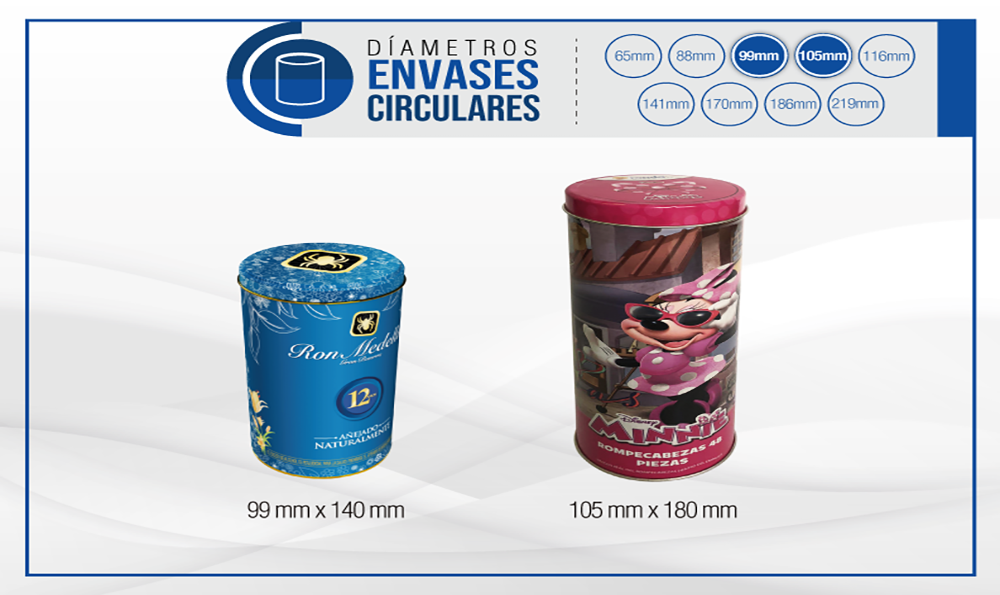 DÍAMETROS
ENVASES
CIRCULARES
65mm 88mm 99mm 105mm 116mm
141mm 170mm 186mm 219mm
Ron
12
AÑEJADO
NATURALMENTE
Disney
MINNIE
ROMPECABEZAS 48
PIEZAS
99 mm x 140 mm
105 mm x 180 mm